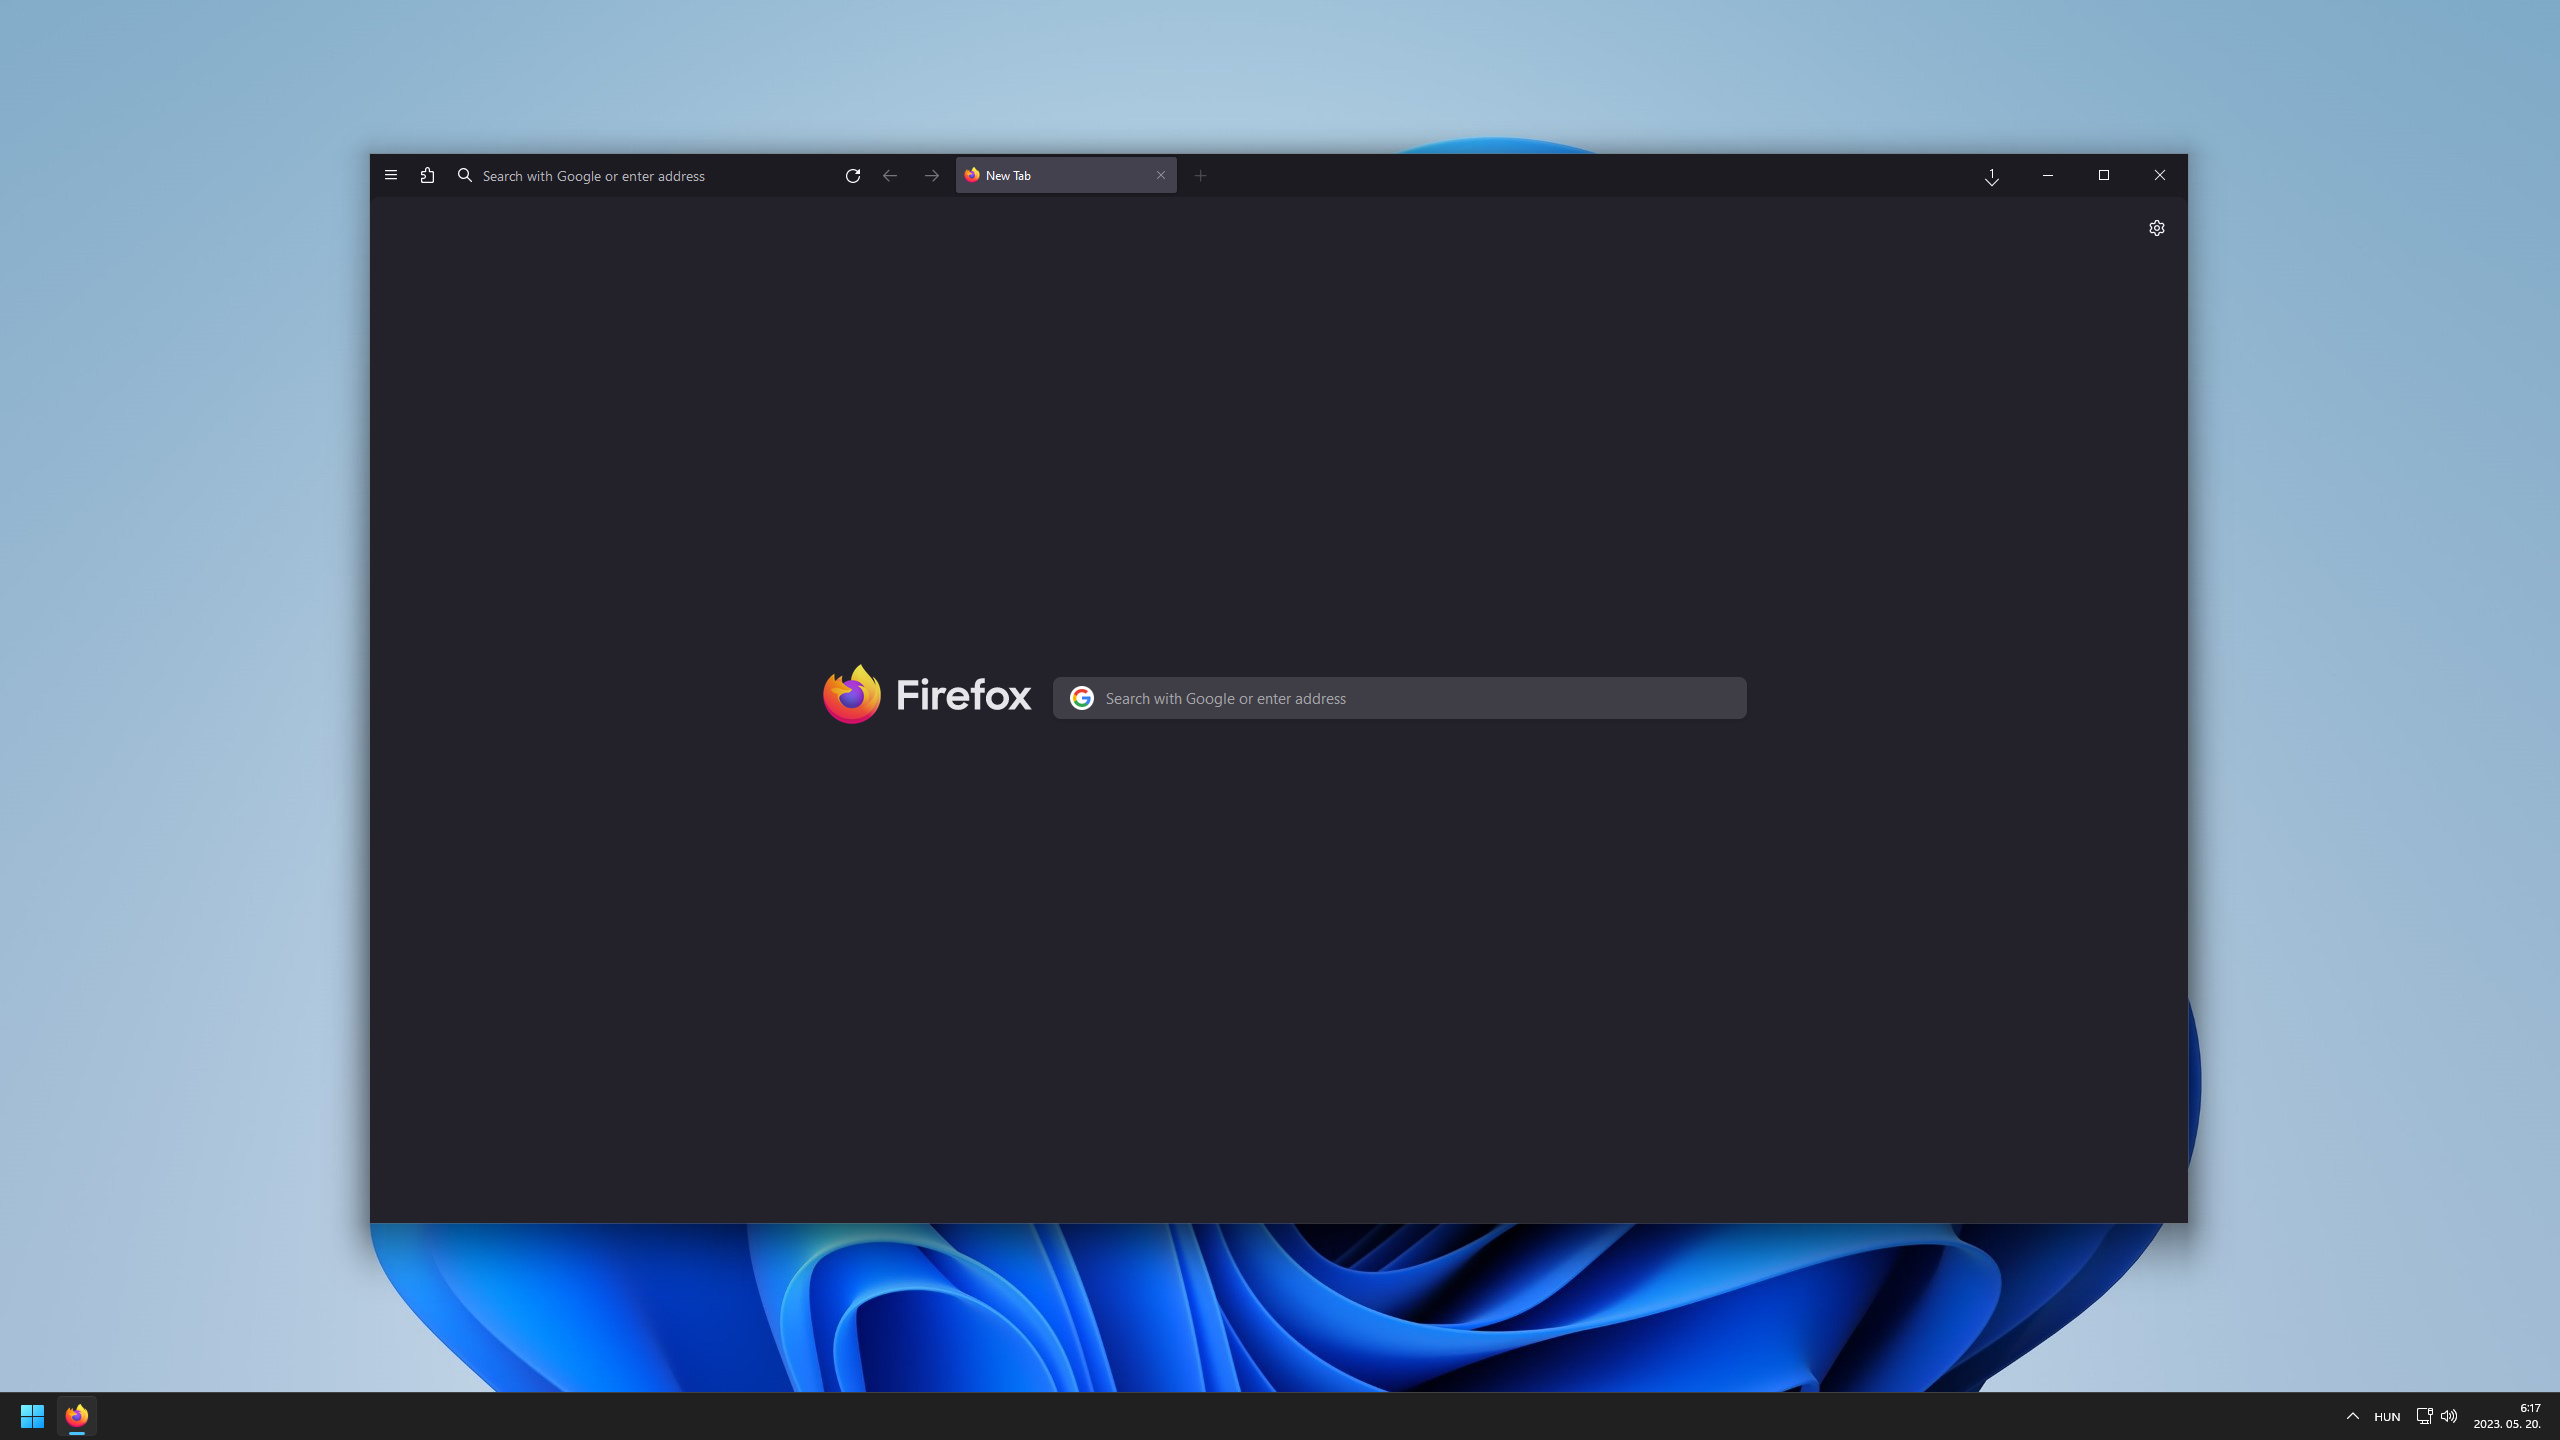 Search with Google or enter address
New Tab
1
Firefox
Search with Google or enter address
HUN
6:17
2023. 05. 20.